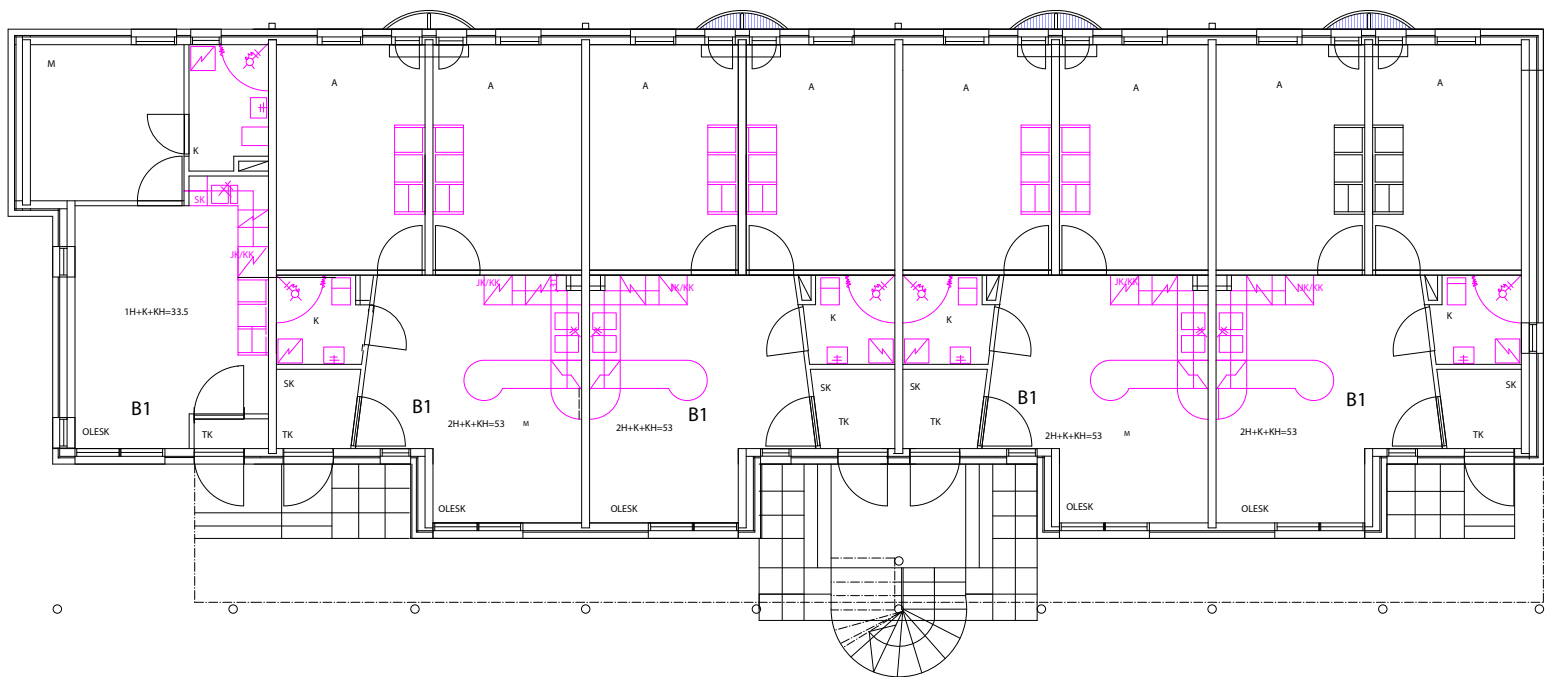 M
A
A
A
A
A
A
A
A
K
SK
JK/KK
1H+K+KH=33.5
B1
OLESK
TK
JK/KK
K
SK
TK
B1
2H+K+KH=53
M
OLESK
JK/KK
B1
2H+K+KH=53
OLESK
K
SK
TK
K
SK
TK
JK/KK
B1
2H+K+KH=53
M
OLESK
JK/KK
B1
2H+K+KH=53
OLESK
K
SK
TK